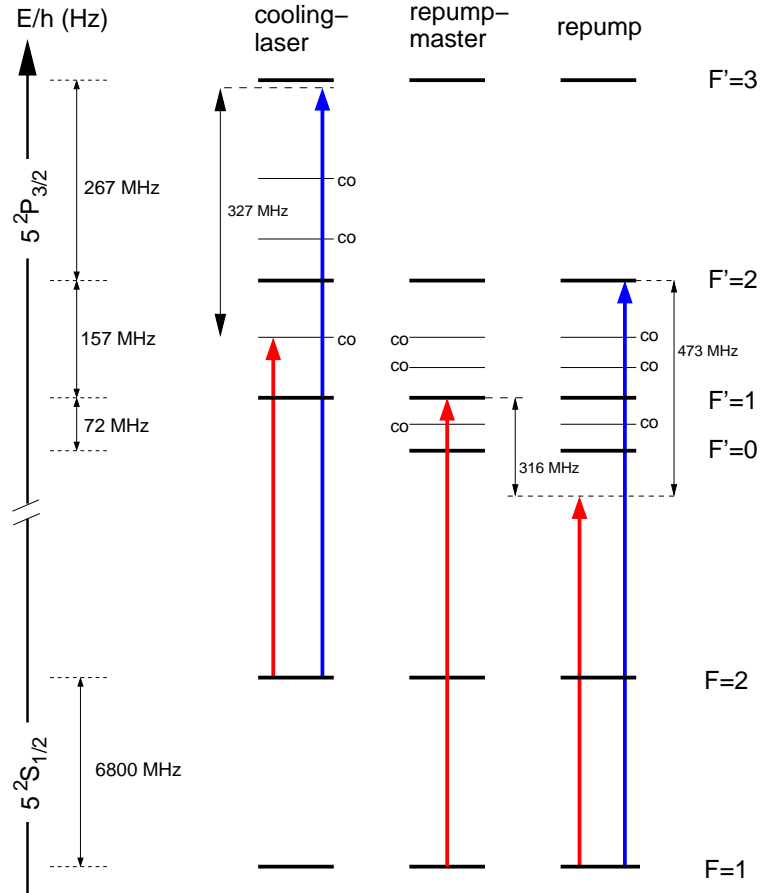 E/h (Hz)
cooling–
laser
repump–
master
repump
F'=3
267 MHz
5 ²P₃/₂
co
327 MHz
co
F'=2
157 MHz
co
co
co
473 MHz
co
co
F'=1
72 MHz
co
co
F'=0
316 MHz
F=2
6800 MHz
5 ²S₁/₂
F=1